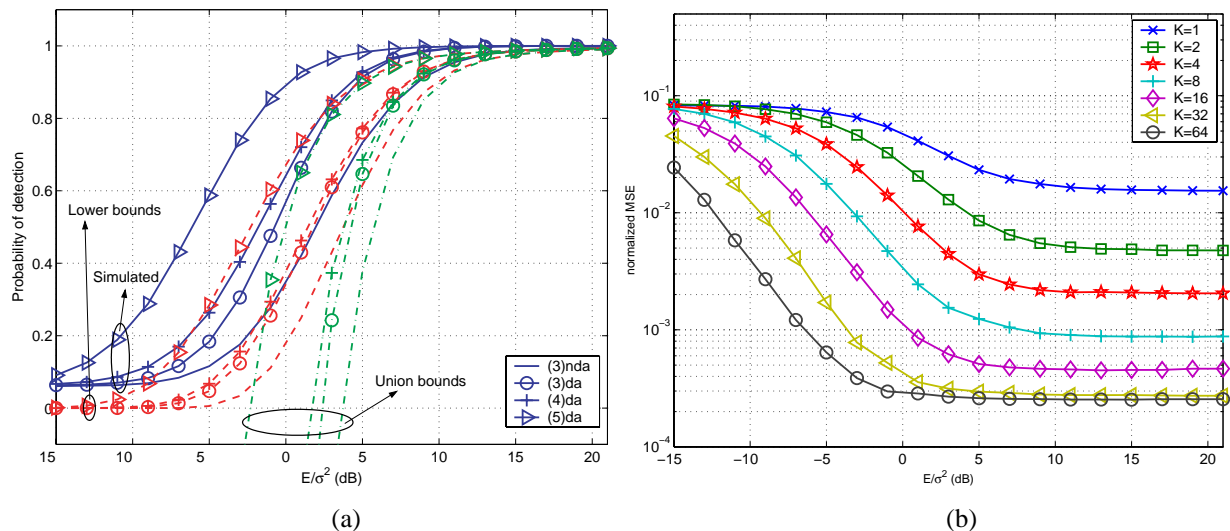 Probability of detection
1
0.8
0.6
0.4
0.2
0
15 10 5 0 5 10 15 20
E/σ² (dB)
Lower bounds
Simulated
Union bounds
(3)nda
(3)da
(4)da
(5)da
(a)
normalized MSE
10⁻¹
10⁻²
10⁻³
10⁻⁴
−15 −10 −5 0 5 10 15 20
E/σ² (dB)
K=1
K=2
K=4
K=8
K=16
K=32
K=64
(b)